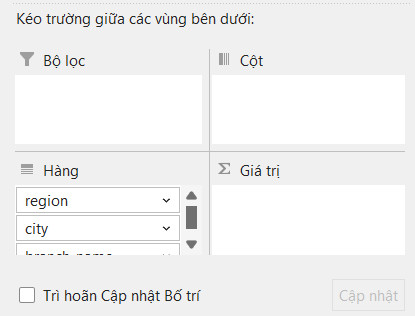 Kéo trường giữa các vùng bên dưới:
Bộ lọc
Cột
Hàng
region
city
Giá trị
Trì hoãn Cập nhật Bố trí
Cập nhật